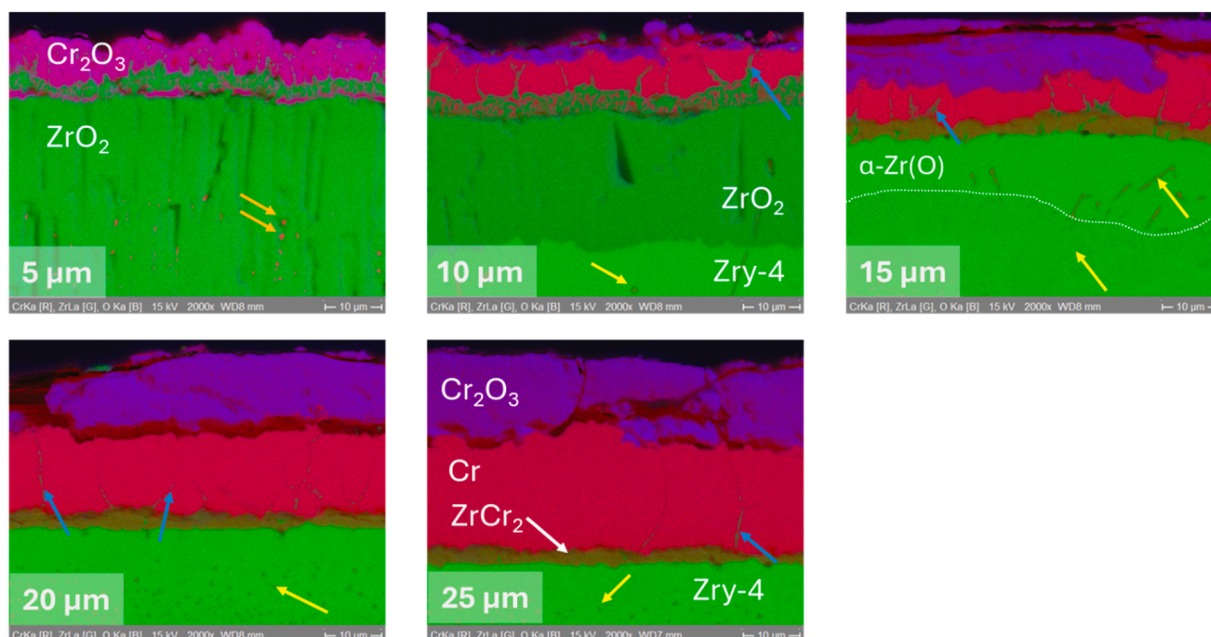 Cr₂O₃
ZrO₂
5 µm
CrKa [R], ZrLa [G], O Ka [B] 15 kV 2000x WD8 mm 10 µm
ZrO₂
Zry-4
10 µm
CrKa [R], ZrLa [G], O Ka [B] 15 kV 2000x WD8 mm 10 µm
α-Zr(O)
15 µm
CrKa [R], ZrLa [G], O Ka [B] 15 kV 2000x WD8 mm 10 µm
20 µm
CrKa [R], ZrLa [G], O Ka [B] 15 kV 2000x WD8 mm 10 µm
Cr₂O₃
Cr
ZrCr₂
Zry-4
25 µm
CrKa [R], ZrLa [G], O Ka [B] 15 kV 2000x WD7 mm 10 µm